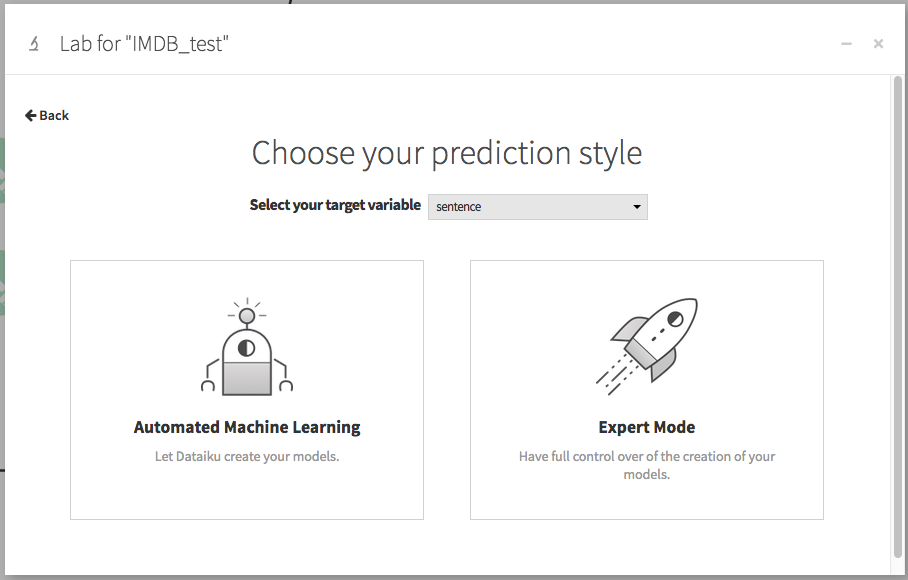 Lab for "IMDB_test"
Back
Choose your prediction style
Select your target variable sentence
Automated Machine Learning
Let Dataiku create your models.
Expert Mode
Have full control over of the creation of your
models.